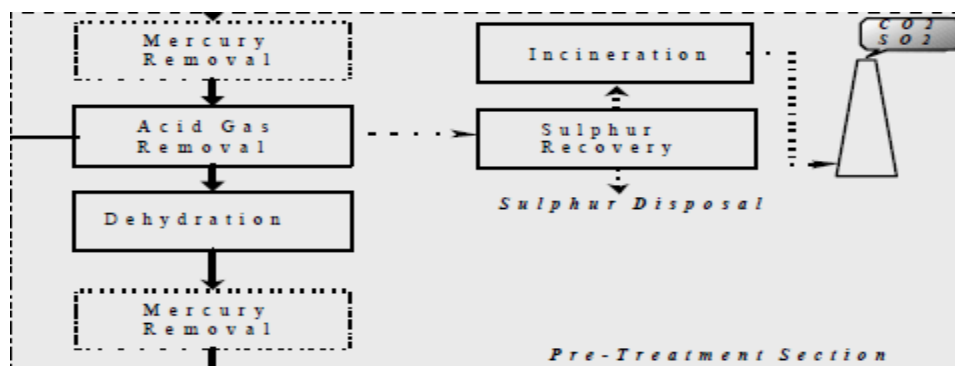 Mercury
Removal
Incineration
CO2
SO2
Acid Gas
Removal
Sulphur
Recovery
Sulphur Disposal
Dehydration
Mercury
Removal
Pre-Treatment Section